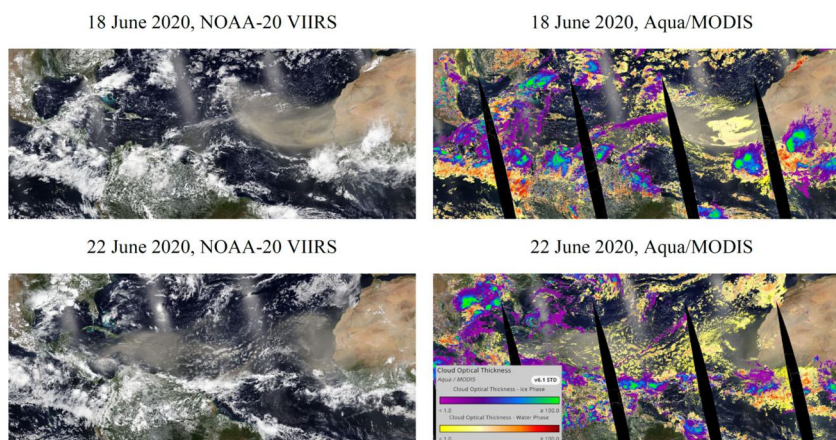 18 June 2020, NOAA-20 VIIRS
18 June 2020, Aqua/MODIS
22 June 2020, NOAA-20 VIIRS
22 June 2020, Aqua/MODIS
Cloud Optical Thickness
Aqua / MODIS
v6.1 STD
Cloud Optical Thickness - Ice Phase
< 1.0
≥ 100.0
Cloud Optical Thickness - Water Phase
< 1.0
≥ 100.0